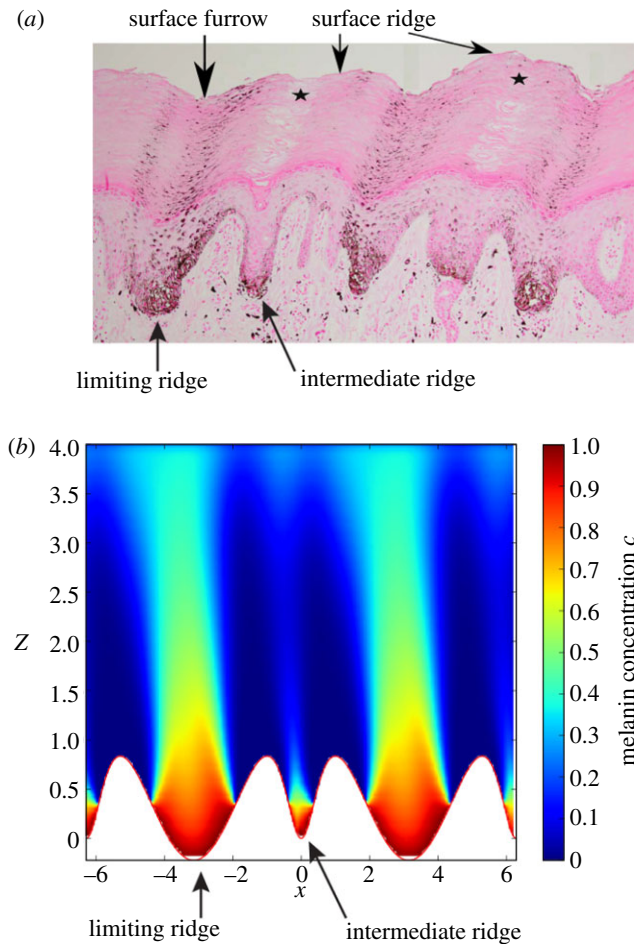 (a)
surface furrow
surface ridge
limiting ridge
intermediate ridge
(b)
4.0
3.5
3.0
2.5
Z 2.0
1.5
1.0
0.5
0
–6 –4 –2 0 2 4 6
x
1.0
0.9
0.8
0.7
0.6
0.5
0.4
0.3
0.2
0.1
0
melanin concentration c
limiting ridge
intermediate ridge